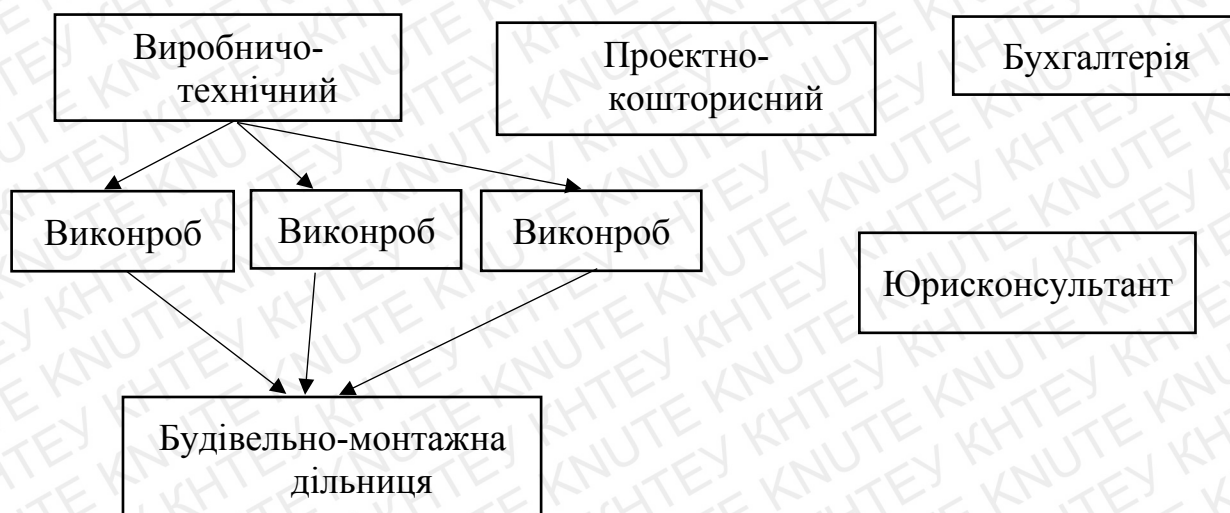 Виробничо-
технічний
Проектно-
кошторисний
Бухгалтерія
Виконроб
Виконроб
Виконроб
Юрисконсультант
Будівельно-монтажна
дільниця